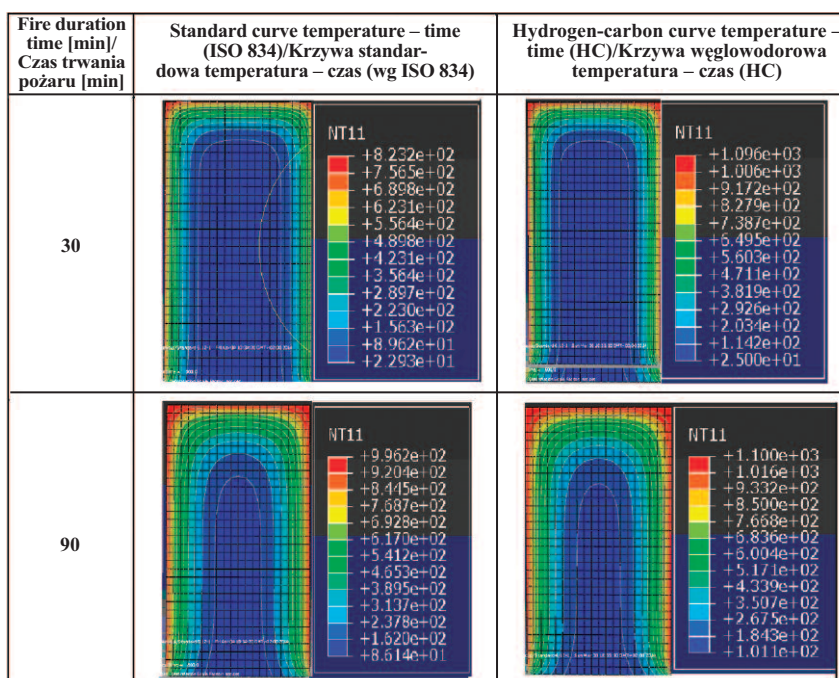 Fire duration
time [min]/
Czas trwania
pożaru [min]
Standard curve temperature – time
(ISO 834)/Krzywa standar-
dowa temperatura – czas (wg ISO 834)
Hydrogen-carbon curve temperature –
time (HC)/Krzywa węglowodorowa
temperatura – czas (HC)
30
NT11
+8.232e+02
+7.565e+02
+6.898e+02
+6.231e+02
+5.564e+02
+4.898e+02
+4.231e+02
+3.564e+02
+2.897e+02
+2.230e+02
+1.563e+02
+8.962e+01
+2.293e+01
NT11
+1.096e+03
+1.006e+03
+9.172e+02
+8.279e+02
+7.387e+02
+6.495e+02
+5.603e+02
+4.711e+02
+3.819e+02
+2.926e+02
+2.034e+02
+1.142e+02
+2.500e+01
90
NT11
+9.962e+02
+9.204e+02
+8.445e+02
+7.687e+02
+6.928e+02
+6.170e+02
+5.412e+02
+4.653e+02
+3.895e+02
+3.137e+02
+2.378e+02
+1.620e+02
+8.614e+01
NT11
+1.100e+03
+1.016e+03
+9.332e+02
+8.500e+02
+7.668e+02
+6.836e+02
+6.004e+02
+5.171e+02
+4.339e+02
+3.507e+02
+2.675e+02
+1.843e+02
+1.011e+02